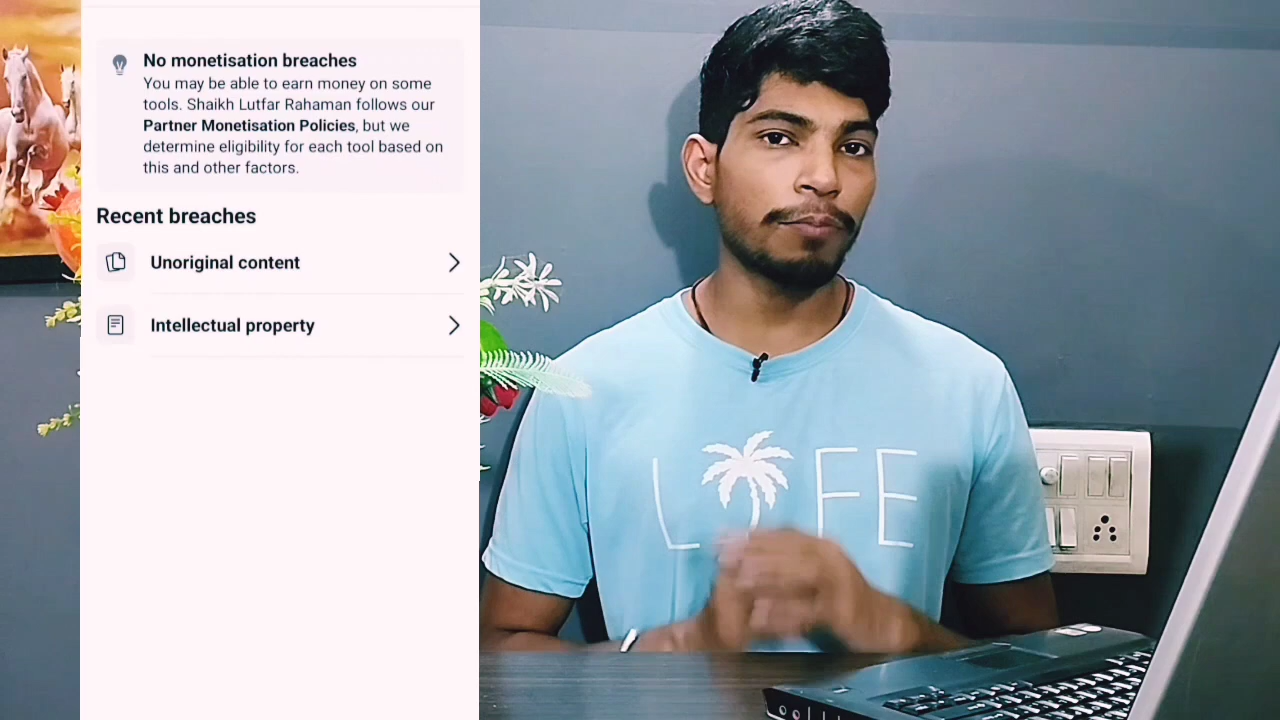 No monetisation breaches
You may be able to earn money on some
tools. Shaikh Lutfar Rahaman follows our
Partner Monetisation Policies, but we
determine eligibility for each tool based on
this and other factors.
Recent breaches
Unoriginal content
Intellectual property
L FE